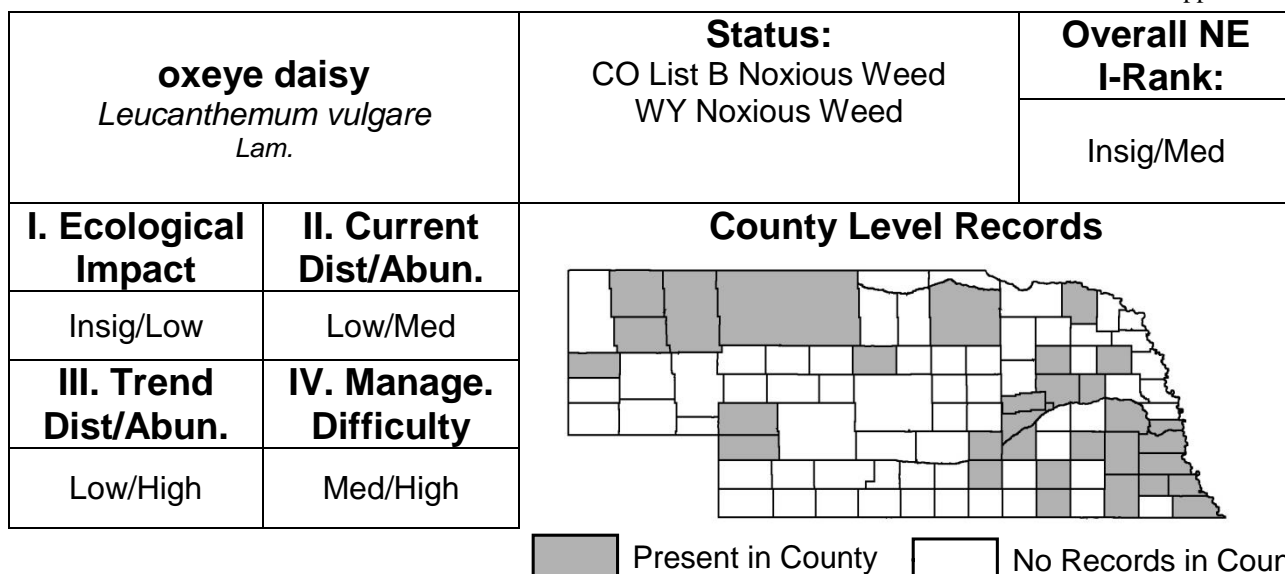 oxeye daisy
Leucanthemum vulgare
Lam.
Status:
CO List B Noxious Weed
WY Noxious Weed
Overall NE
I-Rank:
Insig/Med
I. Ecological
Impact
II. Current
Dist/Abun.
Insig/Low
Low/Med
III. Trend
Dist/Abun.
IV. Manage.
Difficulty
Low/High
Med/High
County Level Records
Present in County
No Records in Coun